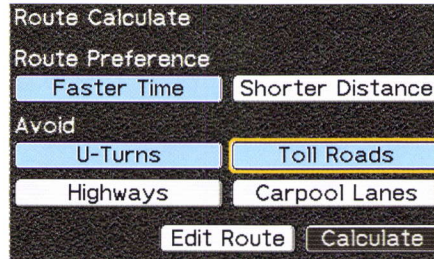 Route Calculate
Route Preference
Faster Time Shorter Distance
Avoid
U-Turns Toll Roads
Highways Carpool Lanes
Edit Route Calculate